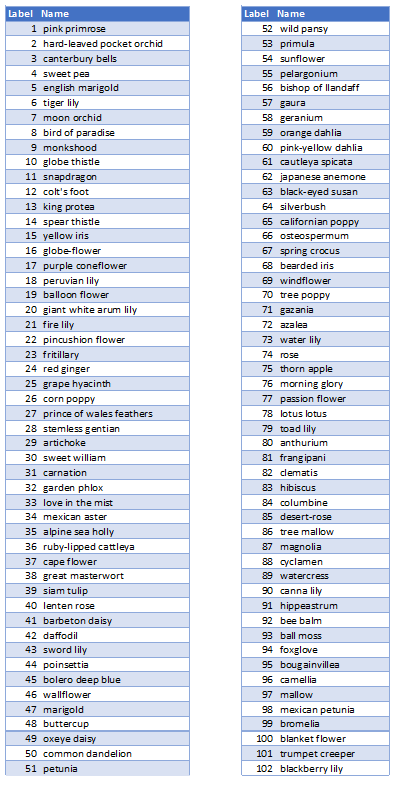 Label Name
1 pink primrose
2 hard-leaved pocket orchid
3 canterbury bells
4 sweet pea
5 english marigold
6 tiger lily
7 moon orchid
8 bird of paradise
9 monkshood
10 globe thistle
11 snapdragon
12 colt's foot
13 king protea
14 spear thistle
15 yellow iris
16 globe-flower
17 purple coneflower
18 peruvian lily
19 balloon flower
20 giant white arum lily
21 fire lily
22 pincushion flower
23 fritillary
24 red ginger
25 grape hyacinth
26 corn poppy
27 prince of wales feathers
28 stemless gentian
29 artichoke
30 sweet william
31 carnation
32 garden phlox
33 love in the mist
34 mexican aster
35 alpine sea holly
36 ruby-lipped cattleya
37 cape flower
38 great masterwort
39 siam tulip
40 lenten rose
41 barbeton daisy
42 daffodil
43 sword lily
44 poinsettia
45 bolero deep blue
46 wallflower
47 marigold
48 buttercup
49 oxeye daisy
50 common dandelion
51 petunia
Label Name
52 wild pansy
53 primula
54 sunflower
55 pelargonium
56 bishop of llandaff
57 gaura
58 geranium
59 orange dahlia
60 pink-yellow dahlia
61 cautleya spicata
62 japanese anemone
63 black-eyed susan
64 silverbush
65 californian poppy
66 osteospermum
67 spring crocus
68 bearded iris
69 windflower
70 tree poppy
71 gazania
72 azalea
73 water lily
74 rose
75 thorn apple
76 morning glory
77 passion flower
78 lotus lotus
79 toad lily
80 anthurium
81 frangipani
82 clematis
83 hibiscus
84 columbine
85 desert-rose
86 tree mallow
87 magnolia
88 cyclamen
89 watercress
90 canna lily
91 hippeastrum
92 bee balm
93 ball moss
94 foxglove
95 bougainvillea
96 camellia
97 mallow
98 mexican petunia
99 bromelia
100 blanket flower
101 trumpet creeper
102 blackberry lily